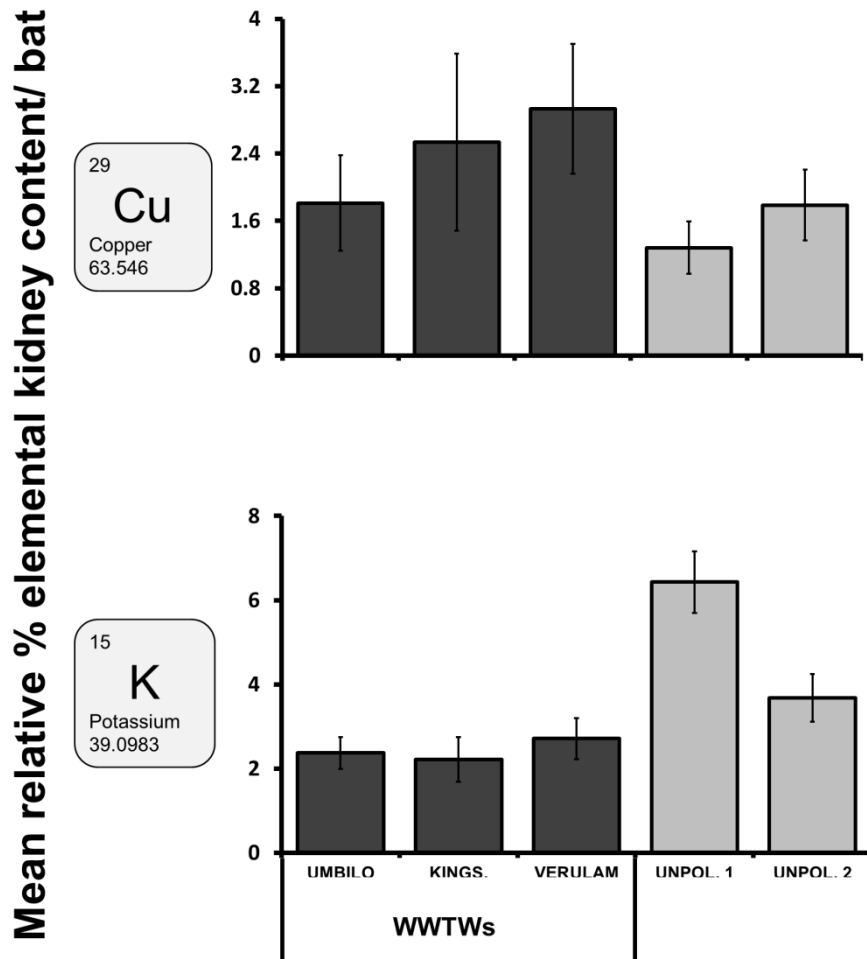 Mean relative % elemental kidney content/ bat
29
Cu
Copper
63.546
4
3.2
2.4
1.6
0.8
0
15
K
Potassium
39.0983
8
6
4
2
0
UMBILO KINGS. VERULAM UNPOL. 1 UNPOL. 2
WWTWs